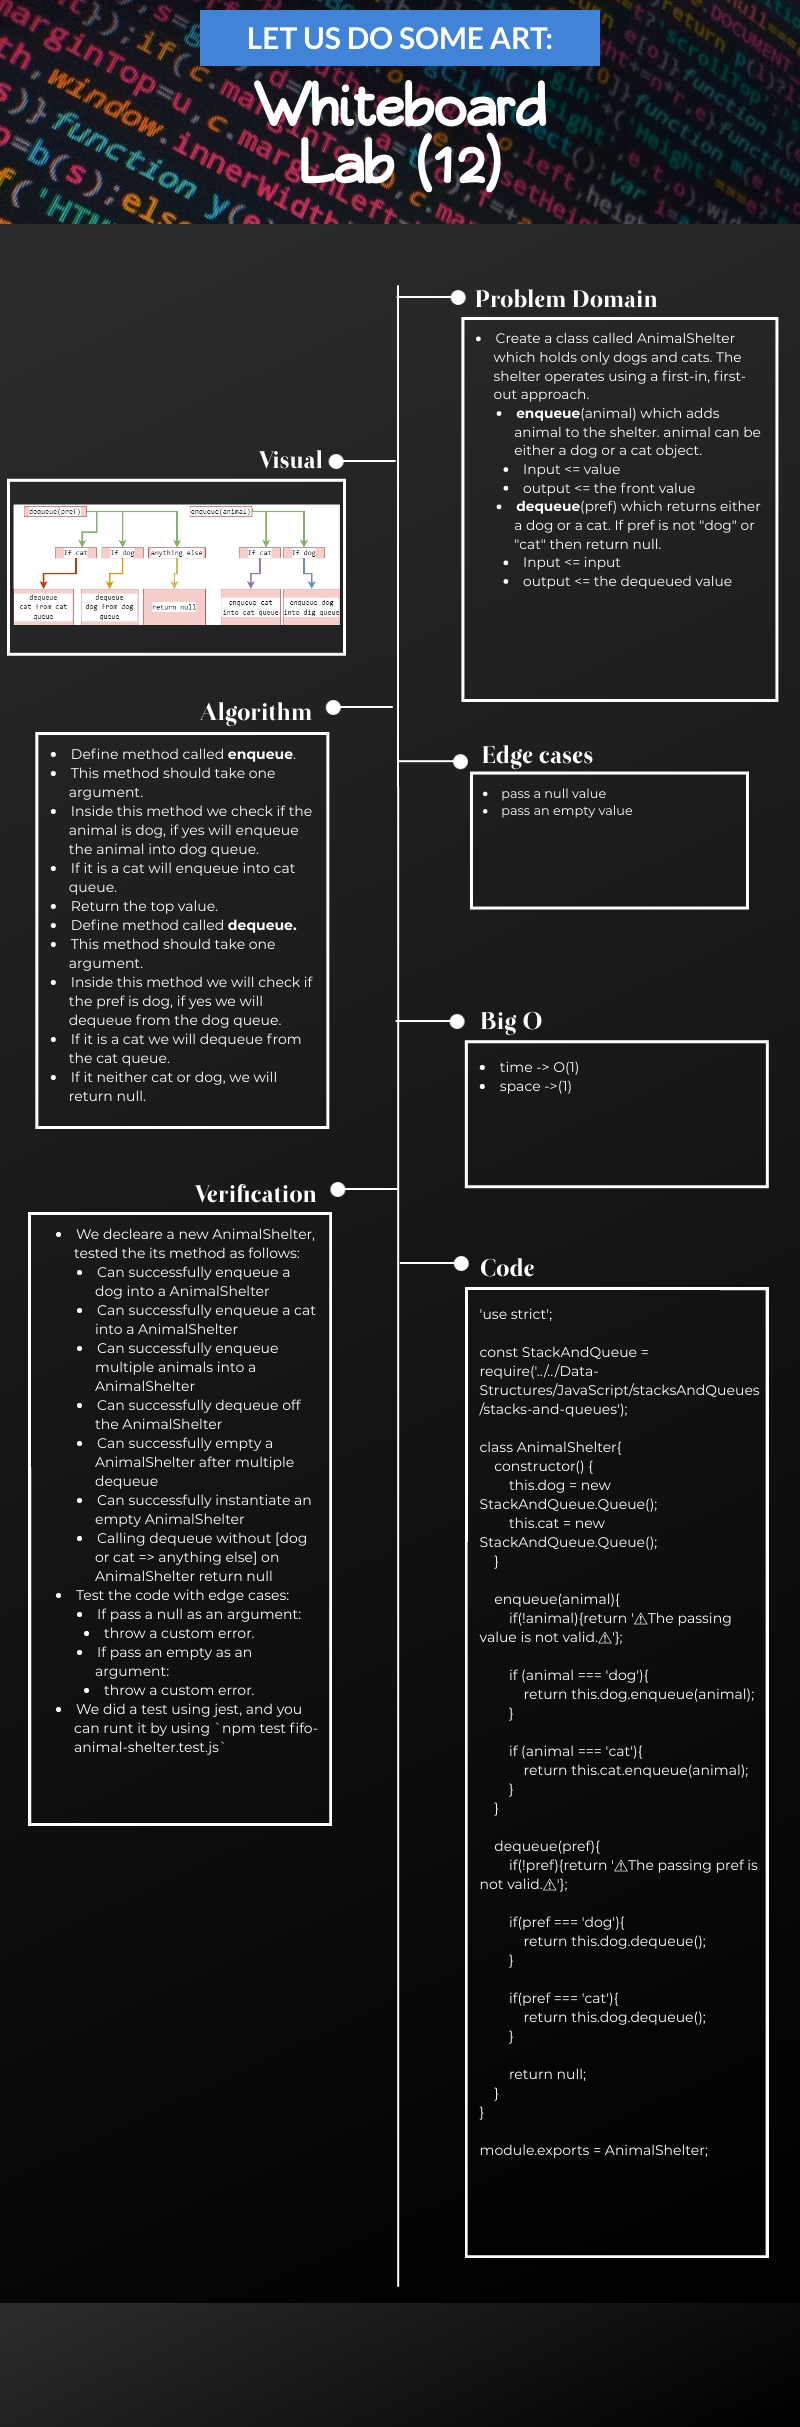 LET US DO SOME ART:
Whiteboard
Lab (12)
Problem Domain
• Create a class called AnimalShelter
which holds only dogs and cats. The
shelter operates using a first-in, first-
out approach.
• enqueue(animal) which adds
animal to the shelter. animal can be
either a dog or a cat object.
• Input <= value
• output <= the front value
• dequeue(pref) which returns either
a dog or a cat. If pref is not "dog" or
"cat" then return null.
• Input <= input
• output <= the dequeued value
Visual
dequeue(pref)
enqueue(animal)
If cat
If dog
anything else
If cat
If dog
dequeue
cat from cat
queue
dequeue
dog from dog
queue
return null
enqueue cat
into cat queue
enqueue dog
into dig queue
Algorithm
• Define method called enqueue.
• This method should take one
argument.
• Inside this method we check if the
animal is dog, if yes will enqueue
the animal into dog queue.
• If it is a cat will enqueue into cat
queue.
• Return the top value.
• Define method called dequeue.
• This method should take one
argument.
• Inside this method we will check if
the pref is dog, if yes we will
dequeue from the dog queue.
• If it is a cat we will dequeue from
the cat queue.
• If it neither cat or dog, we will
return null.
Edge cases
• pass a null value
• pass an empty value
Big O
• time -> O(1)
• space ->(1)
Verification
• We decleare a new AnimalShelter,
tested the its method as follows:
• Can successfully enqueue a
dog into a AnimalShelter
• Can successfully enqueue a cat
into a AnimalShelter
• Can successfully enqueue
multiple animals into a
AnimalShelter
• Can successfully dequeue off
the AnimalShelter
• Can successfully empty a
AnimalShelter after multiple
dequeue
• Can successfully instantiate an
empty AnimalShelter
• Calling dequeue without [dog
or cat => anything else] on
AnimalShelter return null
• Test the code with edge cases:
• If pass a null as an argument:
• throw a custom error.
• If pass an empty as an
argument:
• throw a custom error.
• We did a test using jest, and you
can runt it by using `npm test fifo-
animal-shelter.test.js`
Code
'use strict';
const StackAndQueue =
require('../../Data-
Structures/JavaScript/stacksAndQueues
/stacks-and-queues');
class AnimalShelter{
constructor() {
this.dog = new
StackAndQueue.Queue();
this.cat = new
StackAndQueue.Queue();
}
enqueue(animal){
if(!animal){return '⚠The passing
value is not valid.⚠'};
if (animal === 'dog'){
return this.dog.enqueue(animal);
}
if (animal === 'cat'){
return this.cat.enqueue(animal);
}
}
dequeue(pref){
if(!pref){return '⚠The passing pref is
not valid.⚠'};
if(pref === 'dog'){
return this.dog.dequeue();
}
if(pref === 'cat'){
return this.dog.dequeue();
}
return null;
}
}
module.exports = AnimalShelter;